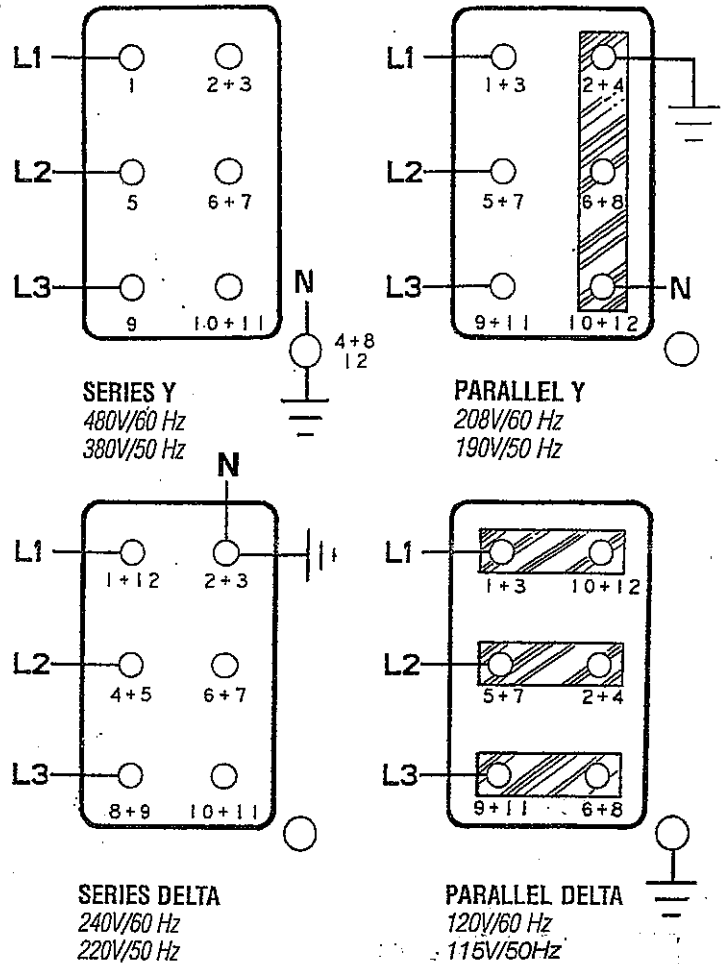 L1
1
2+3
L2
5
6+7
L3
9
10+11
N
4+8
12
SERIES Y
480V/60 Hz
380V/50 Hz
L1
1+3
2+4
L2
5+7
6+8
L3
9+11
10+12
N
PARALLEL Y
208V/60 Hz
190V/50 Hz
N
L1
1+12
2+3
L2
4+5
6+7
L3
8+9
10+11
SERIES DELTA
240V/60 Hz
220V/50 Hz
L1
1+3
10+12
L2
5+7
2+4
L3
9+11
6+8
PARALLEL DELTA
120V/60 Hz
115V/50Hz